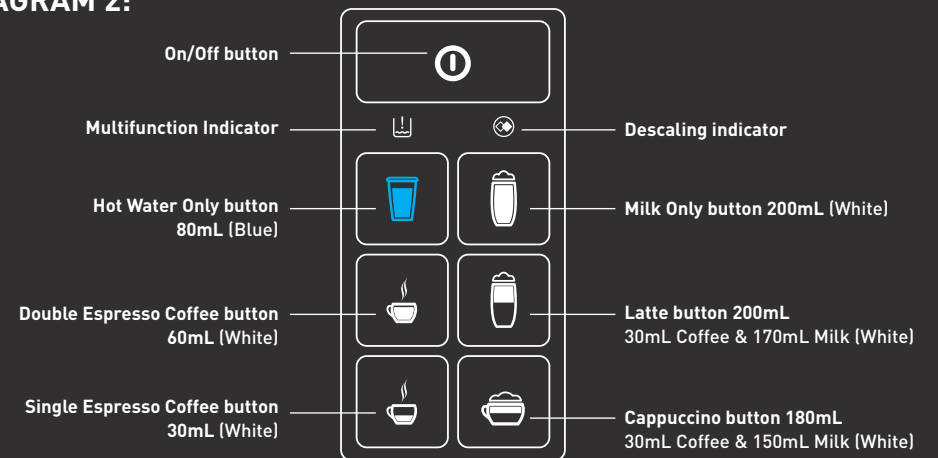 AGRAM 2:
On/Off button
Multifunction Indicator
Descaling indicator
Hot Water Only button
80mL (Blue)
Milk Only button 200mL (White)
Double Espresso Coffee button
60mL (White)
Latte button 200mL
30mL Coffee & 170mL Milk (White)
Single Espresso Coffee button
30mL (White)
Cappuccino button 180mL
30mL Coffee & 150mL Milk (White)